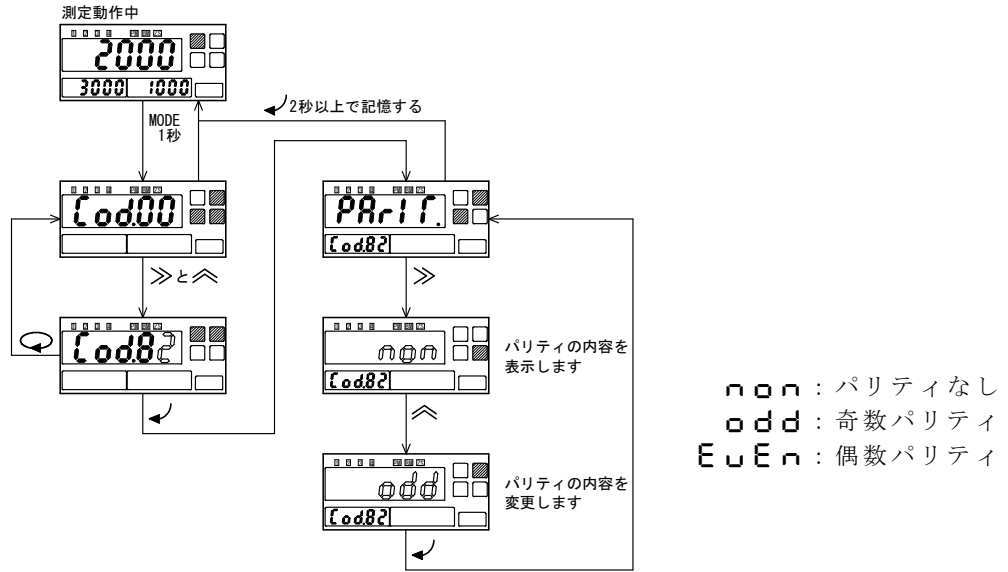 測定動作中
2000
3000 1000
MODE
1秒
2秒以上で記憶する
Cod.00
≫と︽
Cod.82
PAriT.
Cod.82
≫
non
Cod.82
パリティの内容を
表示します
︽
odd
Cod.82
パリティの内容を
変更します
non：パリティなし
odd：奇数パリティ
EvEn：偶数パリティ